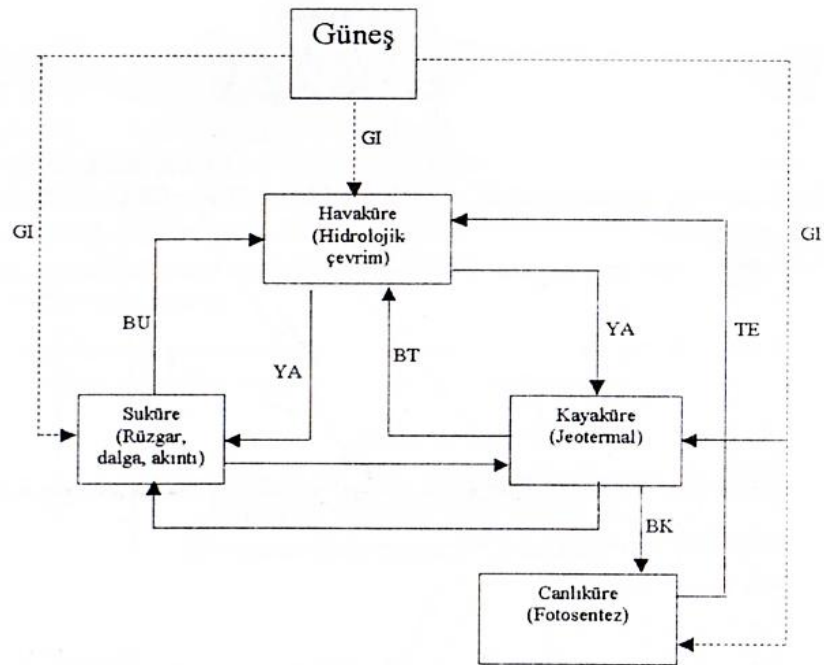 Güneş
GI
Havaküre
(Hidrolojik
çevrim)
GI
GI
BU
YA
BT
YA
TE
Suküre
(Rüzgar,
dalga, akıntı)
Kayaküre
(Jeotermal)
BK
Canlıküre
(Fotosentez)